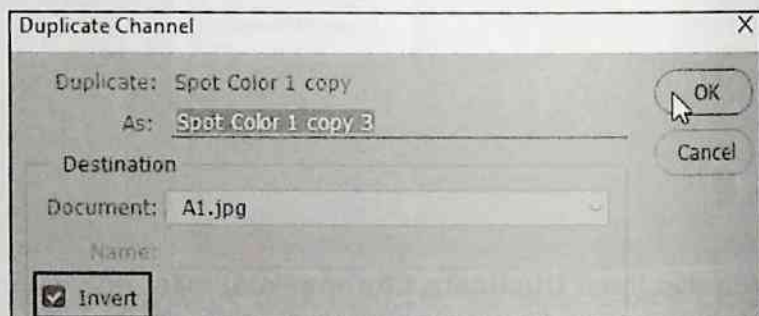 Duplicate Channel X
Duplicate: Spot Color 1 copy
OK
As: Spot Color 1 copy 3
Cancel
Destination
Document: A1.jpg
Name:
Invert